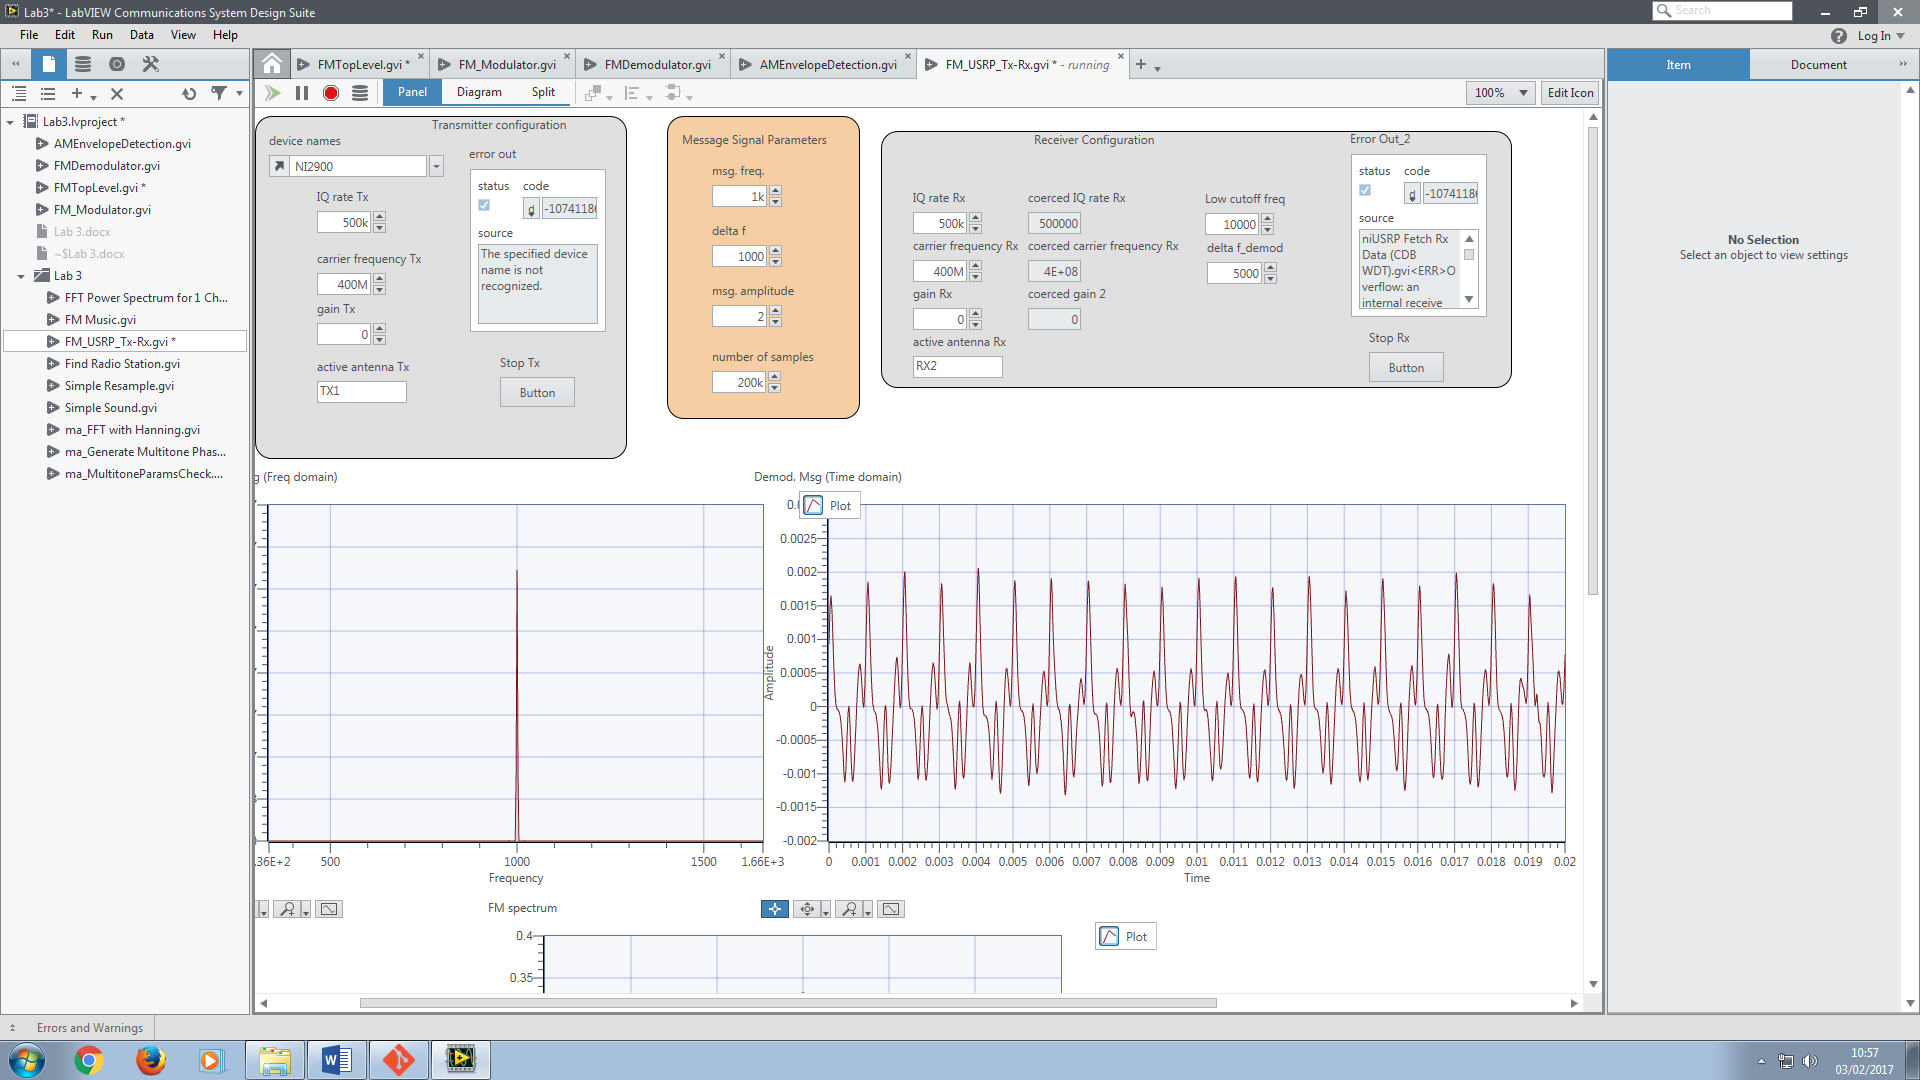 Lab3* - LabVIEW Communications System Design Suite
Search
File Edit Run Data View Help
Log In
FMTopLevel.gvi *
FM_Modulator.gvi
FMDemodulator.gvi
AMEnvelopeDetection.gvi
FM_USRP_Tx-Rx.gvi * - running
Item
Document
Panel
Diagram
Split
100%
Edit Icon
Lab3.lvproject *
AMEnvelopeDetection.gvi
FMDemodulator.gvi
FMTopLevel.gvi *
FM_Modulator.gvi
Lab 3.docx
~$Lab 3.docx
Lab 3
FFT Power Spectrum for 1 Ch...
FM Music.gvi
FM_USRP_Tx-Rx.gvi *
Find Radio Station.gvi
Simple Resample.gvi
Simple Sound.gvi
ma_FFT with Hanning.gvi
ma_Generate Multitone Phas...
ma_MultitoneParamsCheck....
Transmitter configuration
device names
NI2900
IQ rate Tx
500k
carrier frequency Tx
400M
gain Tx
0
active antenna Tx
TX1
error out
status code
d
-10741186
source
The specified device
name is not
recognized.
Stop Tx
Button
Message Signal Parameters
msg. freq.
1k
delta f
1000
msg. amplitude
2
number of samples
200k
Receiver Configuration
IQ rate Rx
500k
carrier frequency Rx
400M
gain Rx
0
active antenna Rx
RX2
coerced IQ rate Rx
500000
coerced carrier frequency Rx
4E+08
coerced gain 2
0
Low cutoff freq
10000
delta f_demod
5000
Error Out_2
status code
d
-10741186
source
niUSRP Fetch Rx
Data (CDB
WDT).gvi<ERR>O
verflow: an
internal receive
Stop Rx
Button
No Selection
Select an object to view settings
g (Freq domain)
.36E+2 500 1000 1500 1.66E+3
Frequency
Demod. Msg (Time domain)
Plot
0.0025
0.002
0.0015
0.001
0.0005
0
-0.0005
-0.001
-0.0015
-0.002
Amplitude
0 0.001 0.002 0.003 0.004 0.005 0.006 0.007 0.008 0.009 0.01 0.011 0.012 0.013 0.014 0.015 0.016 0.017 0.018 0.019 0.02
Time
FM spectrum
0.4
0.35
Plot
Errors and Warnings
10:57
03/02/2017